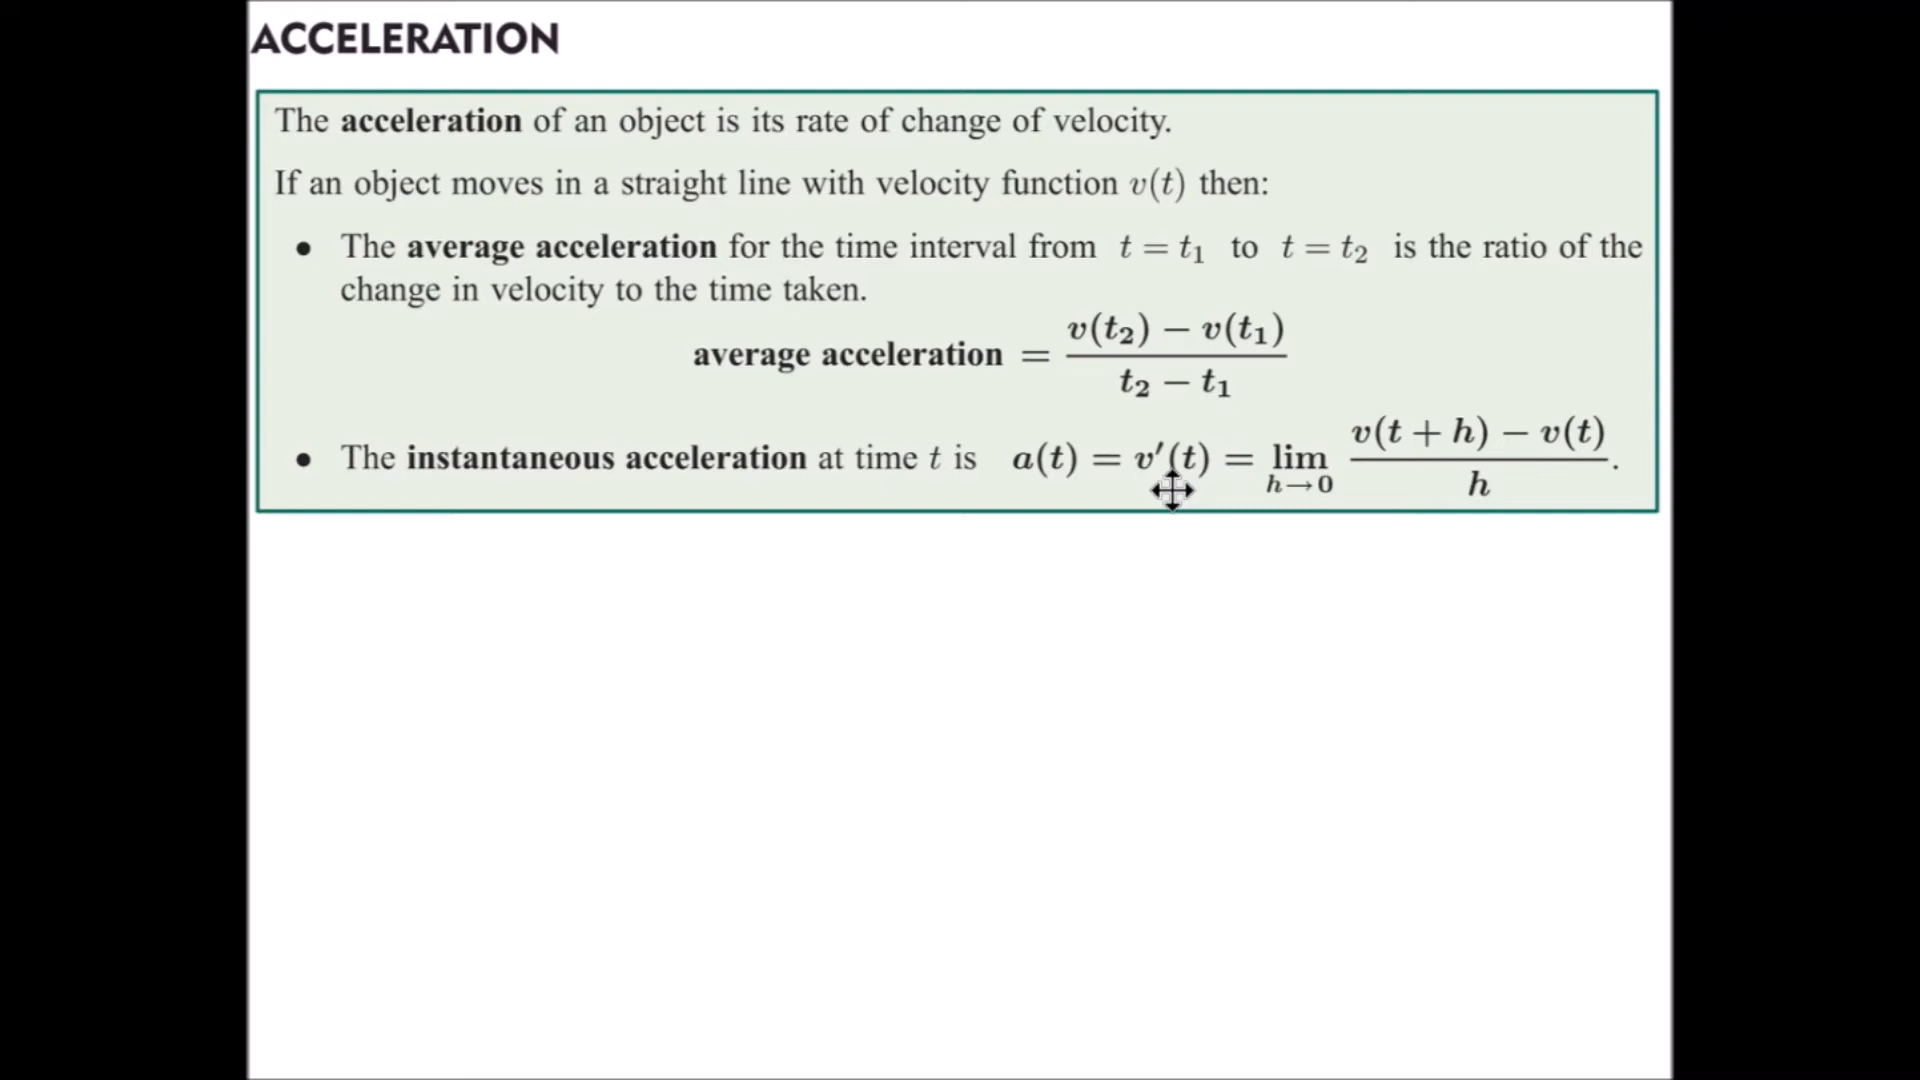 ACCELERATION
The acceleration of an object is its rate of change of velocity.
If an object moves in a straight line with velocity function v(t) then:
• The average acceleration for the time interval from t = t₁ to t = t₂ is the ratio of the
change in velocity to the time taken.
average acceleration = \frac{v(t₂) − v(t₁)}{t₂ − t₁}
• The instantaneous acceleration at time t is a(t) = v′(t) = \lim_{h→0} \frac{v(t + h) − v(t)}{h}.